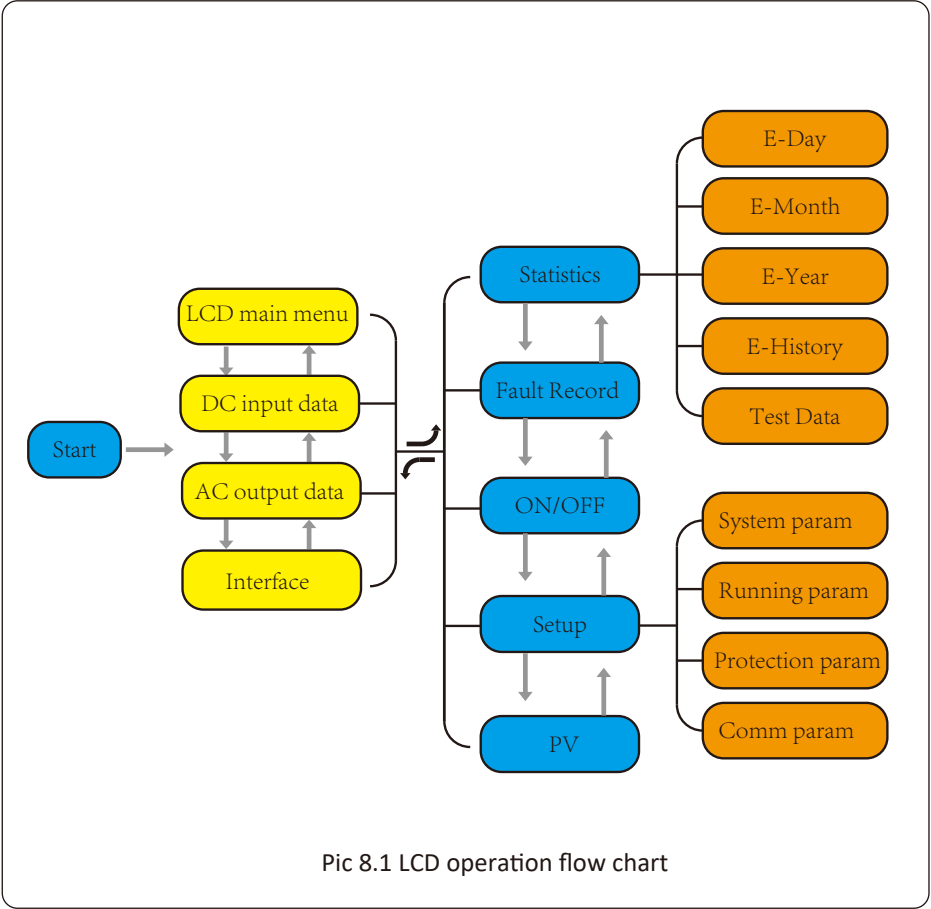 Start
LCD main menu
DC input data
AC output data
Interface
Statistics
Fault Record
ON/OFF
Setup
PV
E-Day
E-Month
E-Year
E-History
Test Data
System param
Running param
Protection param
Comm param
Pic 8.1 LCD operation flow chart